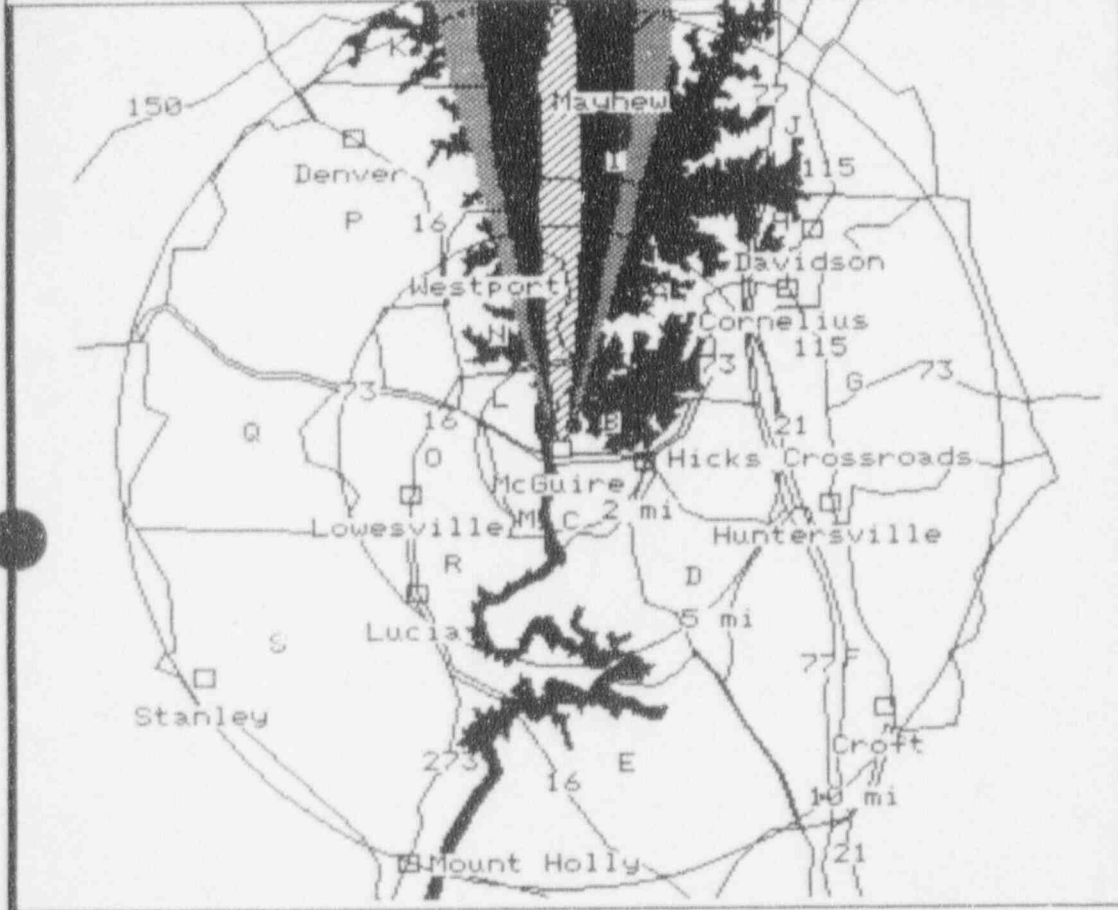 K
150
77
Mayhew
J
I
115
Denver
P
16
H
Davidson
Westport
Cornelius
N
115
73
73
G
73
L
16
B
21
Q
O
Hicks Crossroads
McGuire
2 mi
M
C
Lowesville
Huntersville
R
D
5 mi
Lucia
S
77
F
Stanley
Croft
273
E
16
10 mi
Mount Holly
21